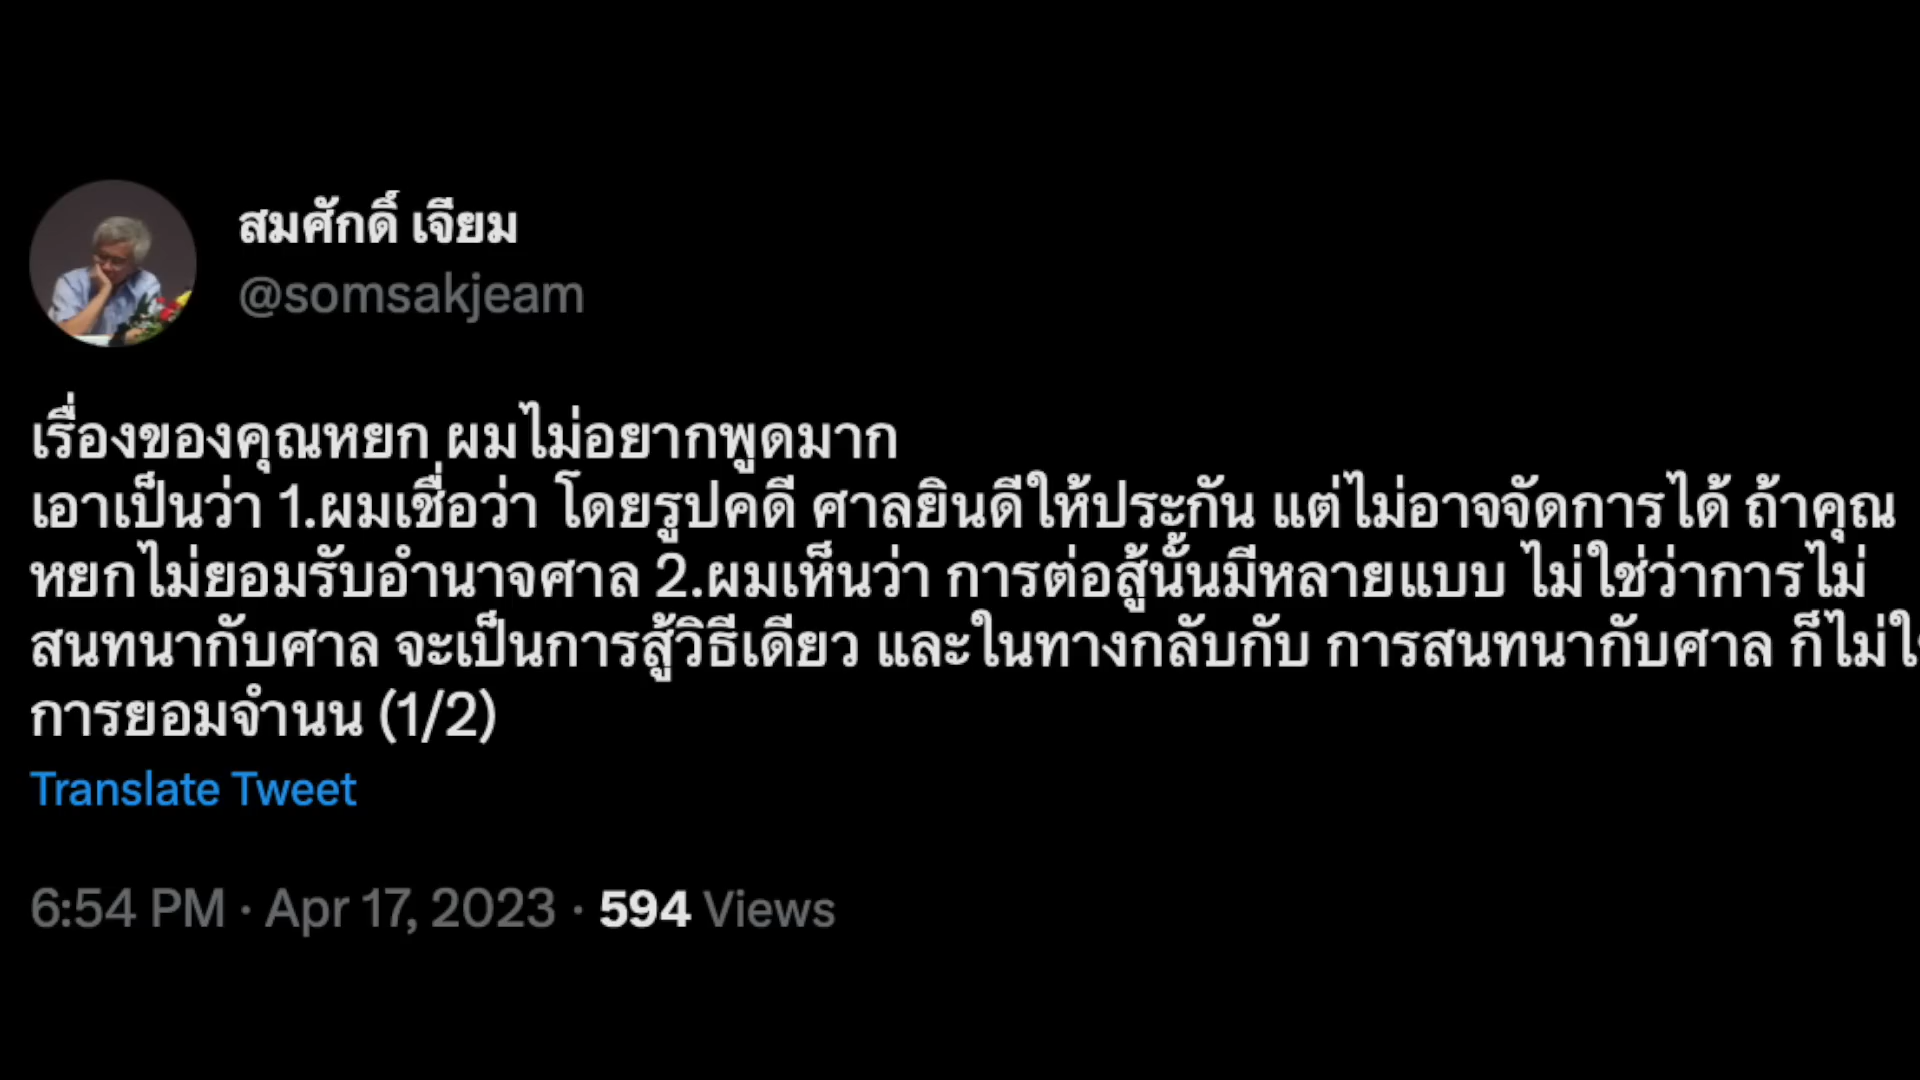 สมศักดิ์ เจียม
@somsakjeam
เรื่องของคุณหยก ผมไม่อยากพูดมาก
เอาเป็นว่า 1.ผมเชื่อว่า โดยรูปคดี ศาลยินดีให้ประกัน แต่ไม่อาจจัดการได้ ถ้าคุณ
หยกไม่ยอมรับอำนาจศาล 2.ผมเห็นว่า การต่อสู้นั้นมีหลายแบบ ไม่ใช่ว่าการไม่
สนทนากับศาล จะเป็นการสู้วิธีเดียว และในทางกลับกับ การสนทนากับศาล ก็ไม่
การยอมจำนน (1/2)
Translate Tweet
6:54 PM · Apr 17, 2023 · 594 Views